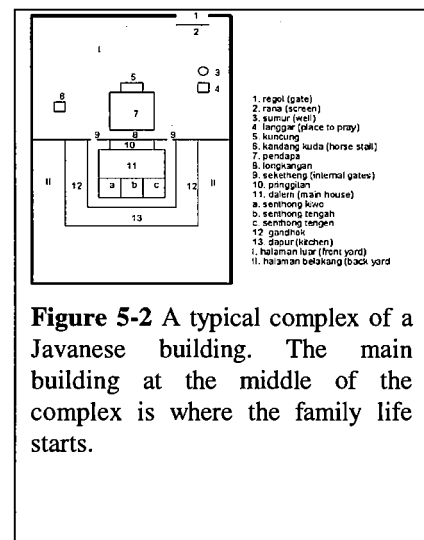 1
2
I
5
3
6
4
7
9 8 9
10
11
II 12 a b c 12 II
13
1. regol (gate)
2. rana (screen)
3. sumur (well)
4 langgar (place to pray)
5 kuncung
6. kandang kuda (horse stall)
7. pendapa
8. longkangan
9. seketheng (internal gates)
10. pringgitan
11. dalem (main house)
a. senthong kiwo
b. senthong tengah
c. senthong tengen
12 gandhok
13. dapur (kitchen)
I. halaman luar (front yard)
II. halaman belakang (back yard
Figure 5-2 A typical complex of a
Javanese building. The main
building at the middle of the
complex is where the family life
starts.